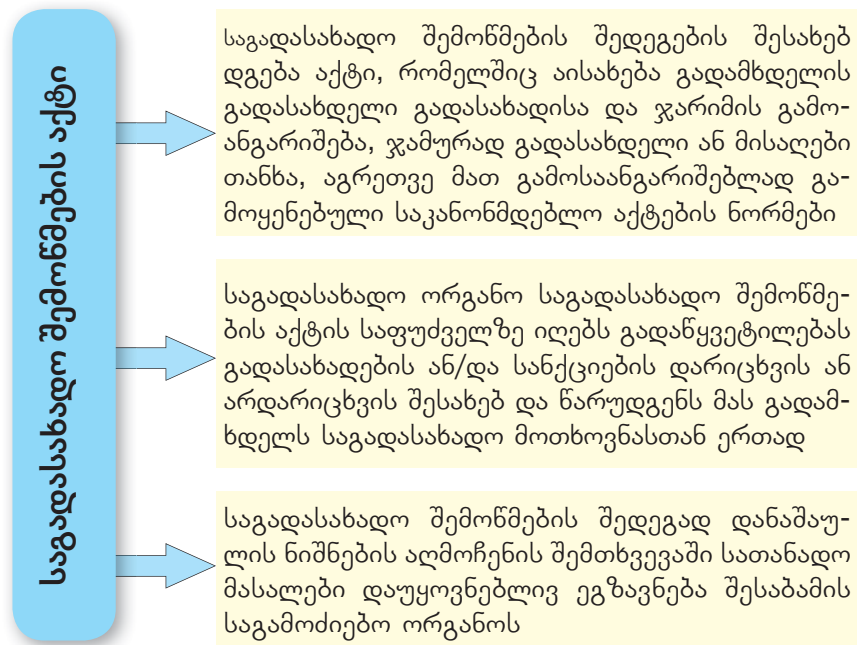 საგადასახადო შემოწმების აქტი
საგადასახადო შემოწმების შედეგების შესახებ
დგება აქტი, რომელშიც აისახება გადამხდელის
გადასახდელი გადასახადისა და ჯარიმის გამო-
ანგარიშება, ჯამურად გადასახდელი ან მისაღები
თანხა, აგრეთვე მათ გამოსაანგარიშებლად გა-
მოყენებული საკანონმდებლო აქტების ნორმები
საგადასახადო ორგანო საგადასახადო შემოწმე-
ბის აქტის საფუძველზე იღებს გადაწყვეტილებას
გადასახადების ან/და სანქციების დარიცხვის ან
არდარიცხვის შესახებ და წარუდგენს მას გადამ-
ხდელს საგადასახადო მოთხოვნასთან ერთად
საგადასახადო შემოწმების შედეგად დანაშაუ-
ლის ნიშნების აღმოჩენის შემთხვევაში სათანადო
მასალები დაუყოვნებლივ ეგზავნება შესაბამის
საგამოძიებო ორგანოს